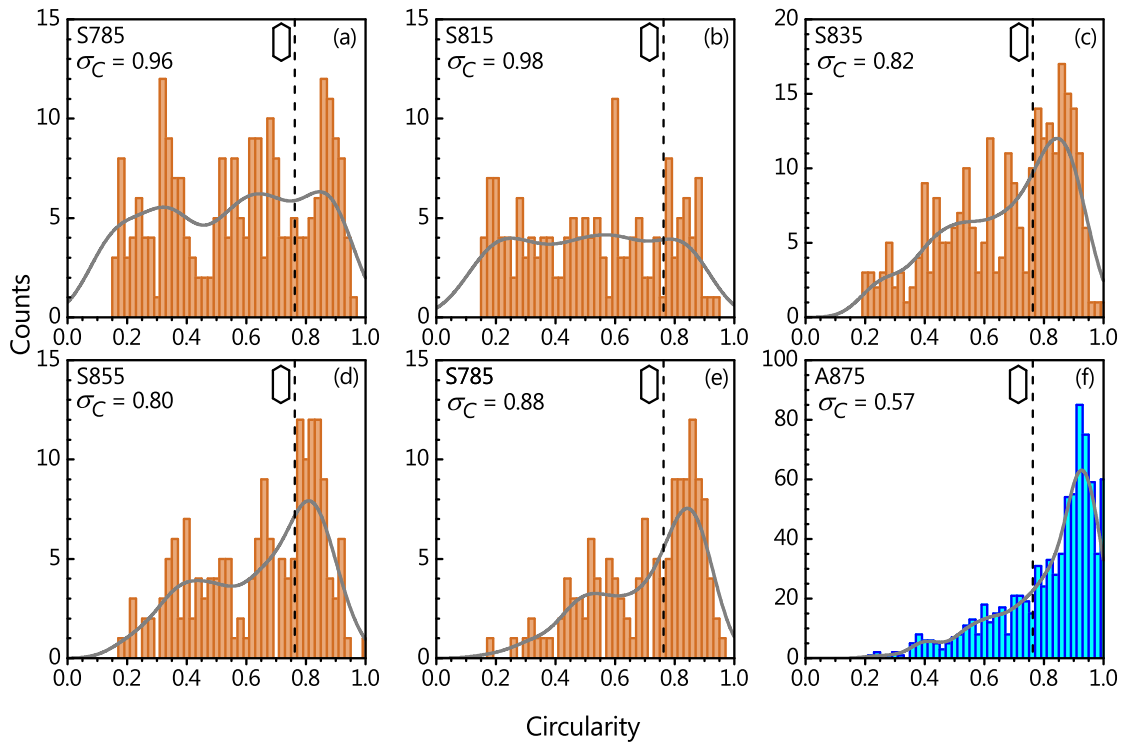 S785 (a)
σC = 0.96
15
10
5
0
0.0 0.2 0.4 0.6 0.8 1.0
S815 (b)
σC = 0.98
15
10
5
0
0.0 0.2 0.4 0.6 0.8 1.0
S835 (c)
σC = 0.82
20
15
10
5
0
0.0 0.2 0.4 0.6 0.8 1.0
Counts
S855 (d)
σC = 0.80
15
10
5
0
0.0 0.2 0.4 0.6 0.8 1.0
S785 (e)
σC = 0.88
15
10
5
0
0.0 0.2 0.4 0.6 0.8 1.0
A875 (f)
σC = 0.57
100
80
60
40
20
0
0.0 0.2 0.4 0.6 0.8 1.0
Circularity